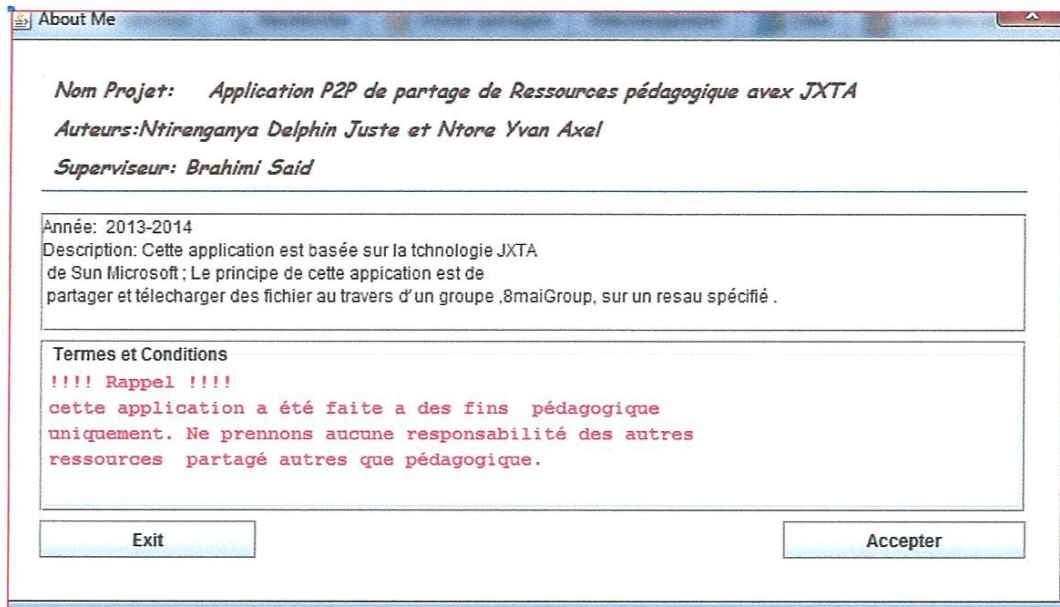 About Me
Nom Projet: Application P2P de partage de Ressources pédagogique avex JXTA
Auteurs:Ntirenganya Delphin Juste et Ntore Yvan Axel
Superviseur: Brahimi Said
Année: 2013-2014
Description: Cette application est basée sur la tchnologie JXTA
de Sun Microsoft ; Le principe de cette appication est de
partager et télecharger des fichier au travers d'un groupe ,8maiGroup, sur un resau spécifié .
Termes et Conditions
!!!! Rappel !!!!
cette application a été faite a des fins pédagogique
uniquement. Ne prennons aucune responsabilité des autres
ressources partagé autres que pédagogique.
Exit
Accepter